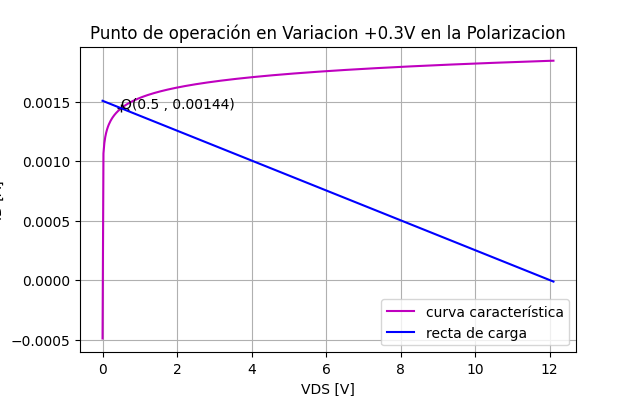 Punto de operación en Variacion +0.3V en la Polarizacion
Q(0.5 , 0.00144)
0.0015
0.0010
0.0005
0.0000
−0.0005
0 2 4 6 8 10 12
VDS [V]
curva característica
recta de carga